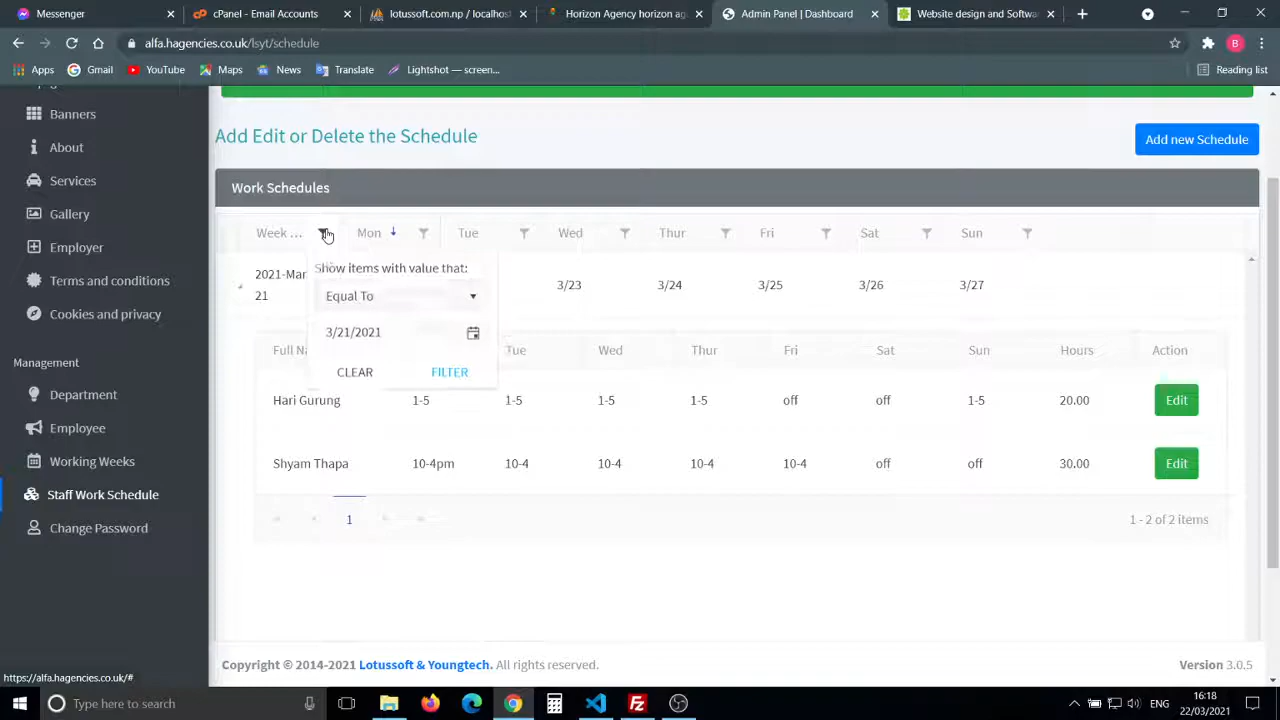 Messenger
cPanel - Email Accounts
lotussoft.com.np / localhos
Horizon Agency horizon ag
Admin Panel | Dashboard
Website design and Softwa
alfa.hagencies.co.uk/lsyt/schedule
B
Apps
Gmail
YouTube
Maps
News
Translate
Lightshot — screen...
Reading list
Banners
About
Services
Gallery
Employer
Terms and conditions
Cookies and privacy
Management
Department
Employee
Working Weeks
Staff Work Schedule
Change Password
Add Edit or Delete the Schedule
Add new Schedule
Work Schedules
Week ... Mon Tue Wed Thur Fri Sat Sun
2021-Mar
21
3/23 3/24 3/25 3/26 3/27
Show items with value that:
Equal To
3/21/2021
CLEAR FILTER
Full Na Tue Wed Thur Fri Sat Sun Hours Action
Hari Gurung 1-5 1-5 1-5 1-5 off off 1-5 20.00 Edit
Shyam Thapa 10-4pm 10-4 10-4 10-4 10-4 off off 30.00 Edit
1
1 - 2 of 2 items
Copyright © 2014-2021 Lotussoft & Youngtech. All rights reserved.
Version 3.0.5
https://alfa.hagencies.co.uk/#
Type here to search
ENG
16:18
22/03/2021